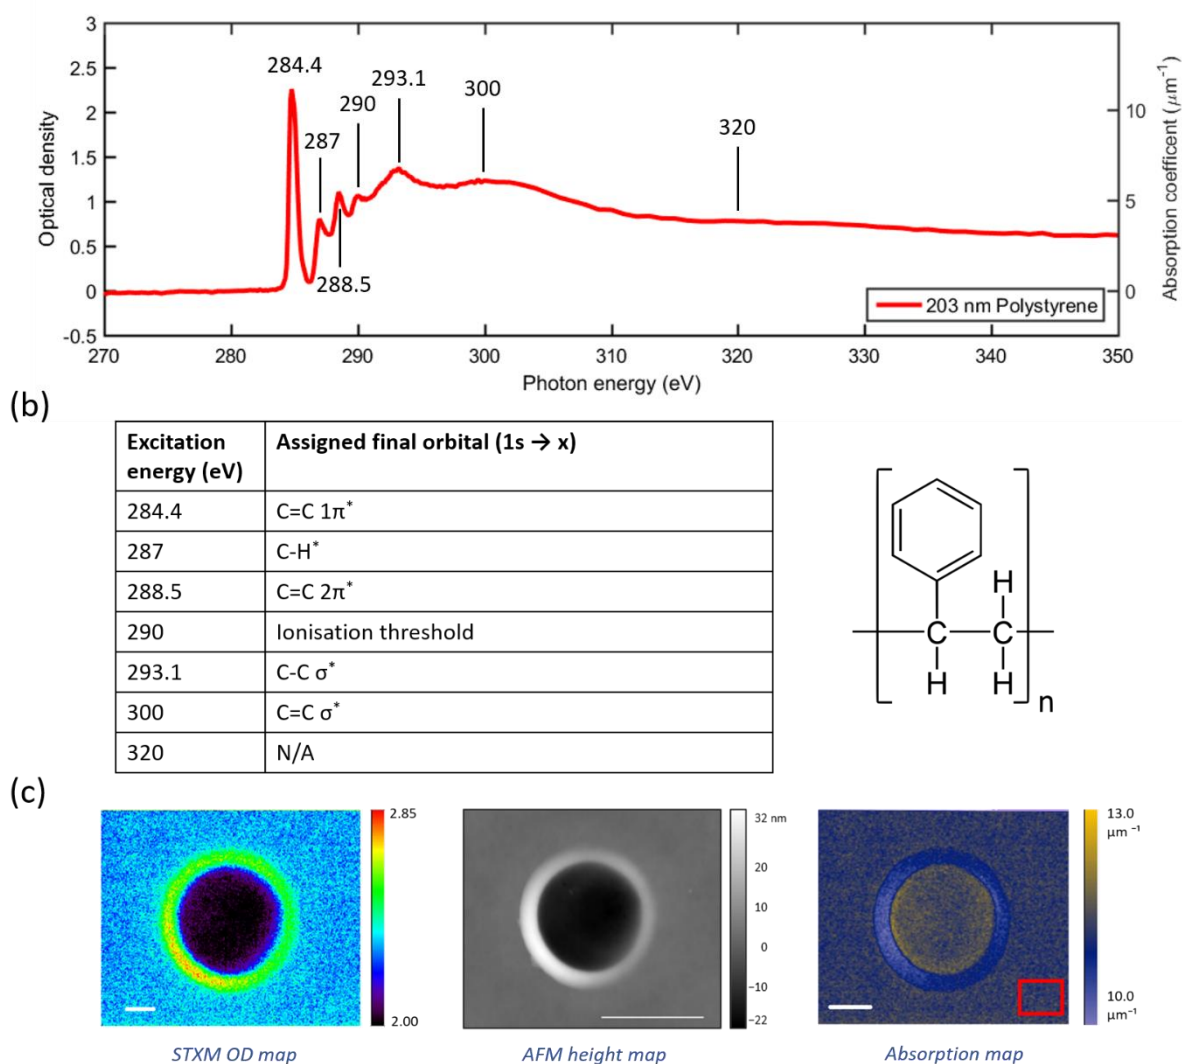 3
2.5
2
1.5
1
0.5
0
-0.5
Optical density
284.4
287
288.5
290
293.1
300
320
10
5
0
Absorption coefficent (μm⁻¹)
203 nm Polystyrene
270
280
290
300
310
320
330
340
350
Photon energy (eV)
(b)
Excitation energy (eV) Assigned final orbital (1s → x)
284.4 C=C 1π*
287 C-H*
288.5 C=C 2π*
290 Ionisation threshold
293.1 C-C σ*
300 C=C σ*
320 N/A
H
C C
H H
n
(c)
2.85
2.00
32 nm
20
10
0
−10
−22
13.0 μm ⁻¹
10.0 μm⁻¹
STXM OD map
AFM height map
Absorption map